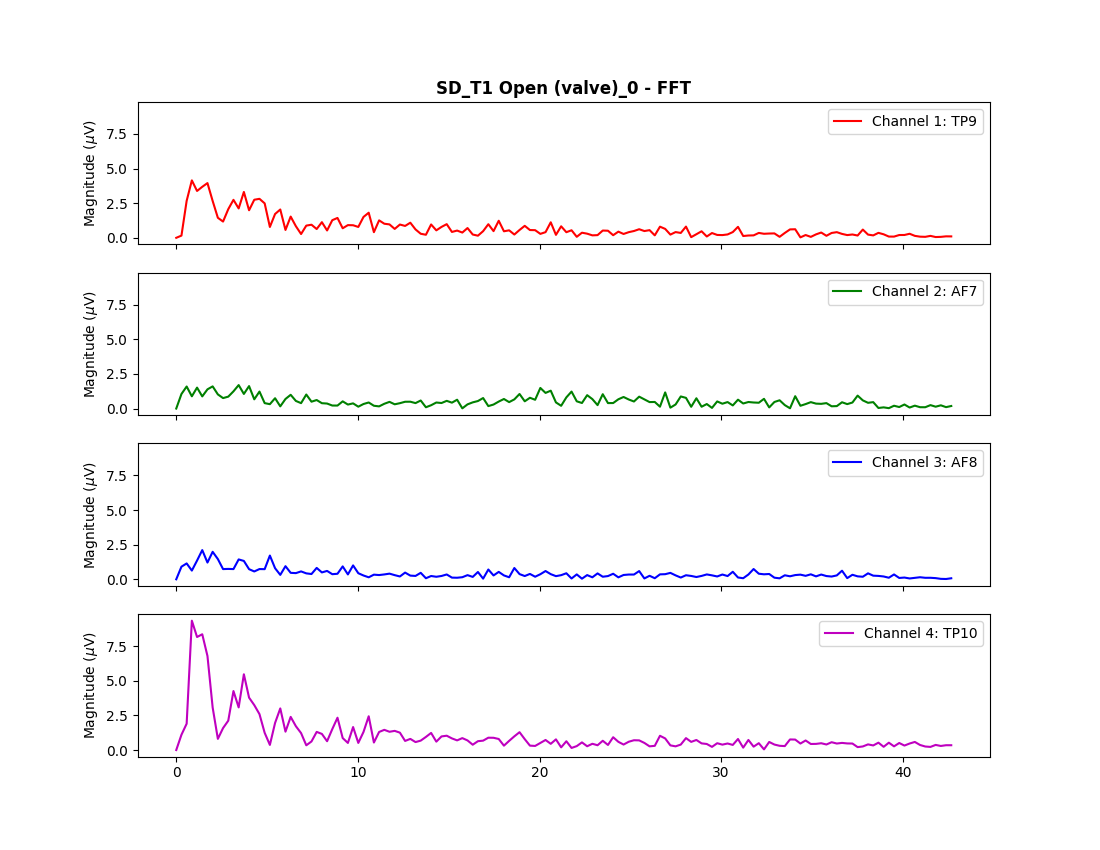 SD_T1 Open (valve)_0 - FFT
Magnitude (μV)
7.5
5.0
2.5
0.0
Channel 1: TP9
Magnitude (μV)
7.5
5.0
2.5
0.0
Channel 2: AF7
Magnitude (μV)
7.5
5.0
2.5
0.0
Channel 3: AF8
Magnitude (μV)
7.5
5.0
2.5
0.0
Channel 4: TP10
0 10 20 30 40